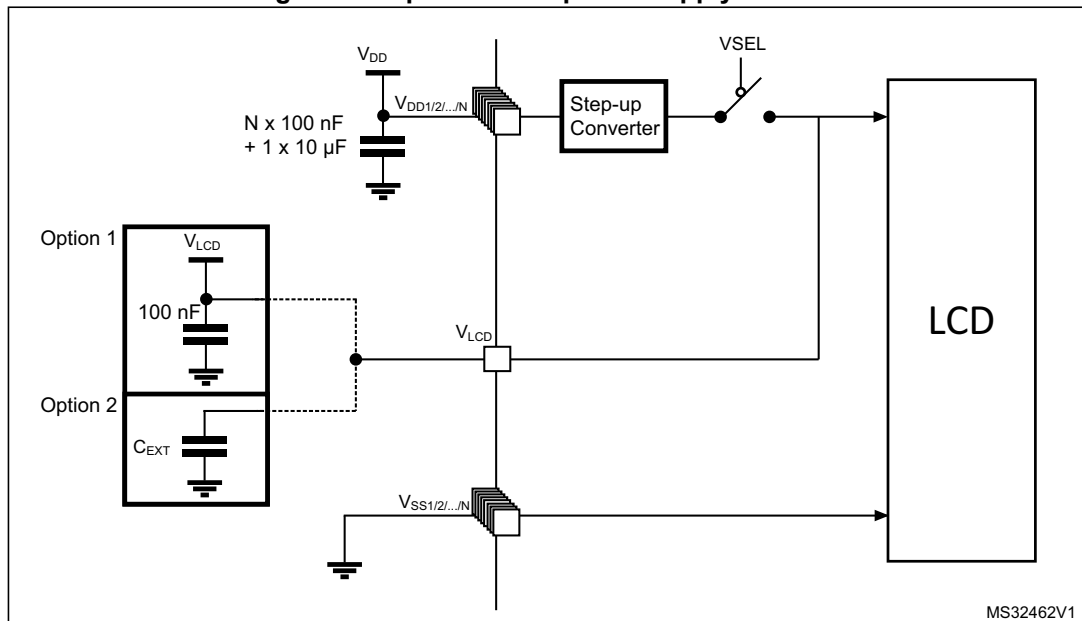 VDD
VSEL
VDD1/2/.../N
Step-up
Converter
N x 100 nF
+ 1 x 10 µF
Option 1
VLCD
100 nF
VLCD
LCD
Option 2
CEXT
VSS1/2/.../N
MS32462V1